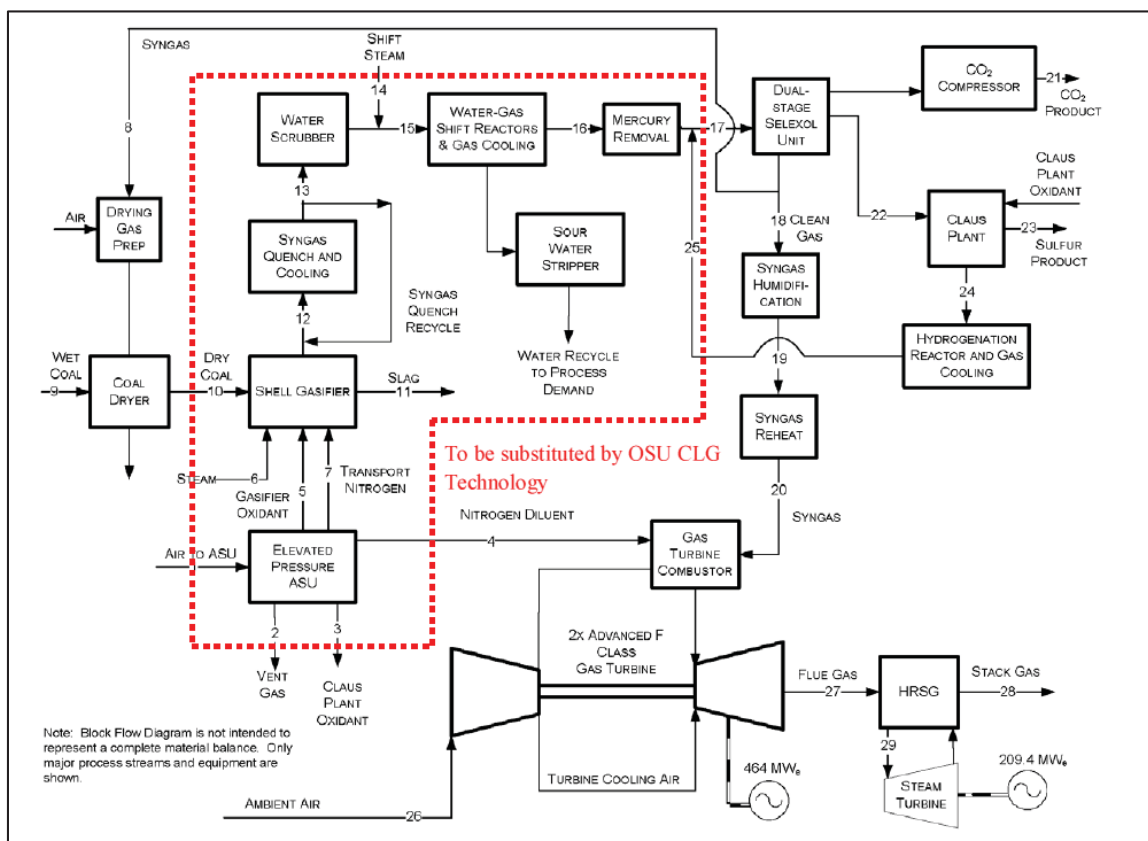 SYNGAS
SHIFT
STEAM
14
8
WATER
SCRUBBER
15
WATER-GAS
SHIFT REACTORS
& GAS COOLING
16
MERCURY
REMOVAL
17
DUAL-
STAGE
SELEXOL
UNIT
CO2
COMPRESSOR
21
CO2
PRODUCT
CLAUS
PLANT
OXIDANT
22
CLAUS
PLANT
23
SULFUR
PRODUCT
24
HYDROGENATION
REACTOR AND GAS
COOLING
13
AIR
DRYING
GAS
PREP
SYNGAS
QUENCH AND
COOLING
SOUR
WATER
STRIPPER
25
18
CLEAN
GAS
SYNGAS
HUMIDIFI-
CATION
19
12
SYNGAS
QUENCH
RECYCLE
WATER RECYCLE
TO PROCESS
DEMAND
WET
COAL
9
COAL
DRYER
DRY
COAL
10
SHELL GASIFIER
SLAG
11
SYNGAS
REHEAT
20
SYNGAS
To be substituted by OSU CLG
Technology
STEAM
6
GASIFIER
OXIDANT
5
7
TRANSPORT
NITROGEN
NITROGEN DILUENT
4
AIR TO ASU
1
ELEVATED
PRESSURE
ASU
GAS
TURBINE
COMBUSTOR
2
3
VENT
GAS
CLAUS
PLANT
OXIDANT
2X ADVANCED F
CLASS
GAS TURBINE
FLUE GAS
27
HRSG
STACK GAS
28
29
Note: Block Flow Diagram is not intended to
represent a complete material balance. Only
major process streams and equipment are
shown.
TURBINE COOLING AIR
464 MWe
STEAM
TURBINE
209.4 MWe
AMBIENT AIR
26